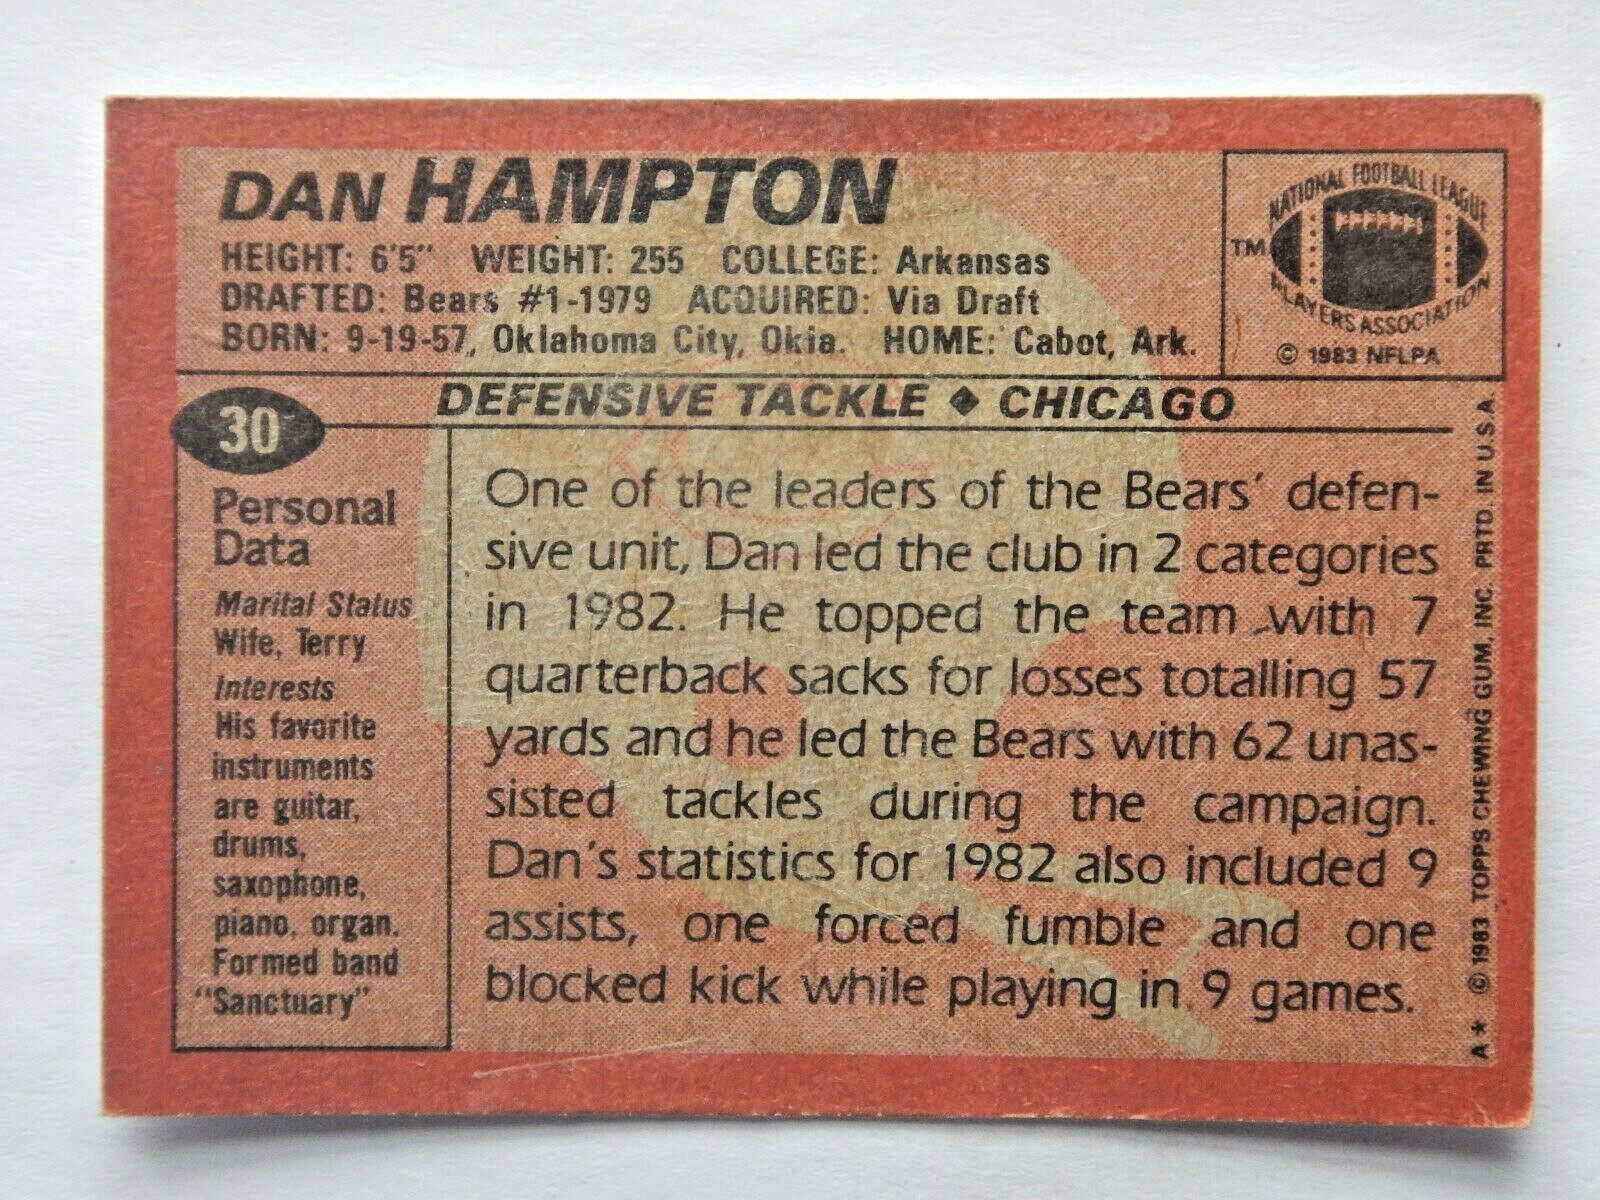 DAN HAMPTON
HEIGHT: 6'5" WEIGHT: 255 COLLEGE: Arkansas
DRAFTED: Bears #1-1979 ACQUIRED: Via Draft
BORN: 9-19-57, Oklahoma City, Okla. HOME: Cabot, Ark.
NATIONAL FOOTBALL LEAGUE
TM
PLAYERS ASSOCIATION
© 1983 NFLPA
30
DEFENSIVE TACKLE ♦ CHICAGO
Personal
Data
Marital Status
Wife, Terry
Interests
His favorite
instruments
are guitar,
drums,
saxophone,
piano, organ.
Formed band
"Sanctuary"
One of the leaders of the Bears' defen-
sive unit, Dan led the club in 2 categories
in 1982. He topped the team with 7
quarterback sacks for losses totalling 57
yards and he led the Bears with 62 unas-
sisted tackles during the campaign.
Dan's statistics for 1982 also included 9
assists, one forced fumble and one
blocked kick while playing in 9 games.
A* © 1983 TOPPS CHEWING GUM, INC. PRTD. IN U.S.A.